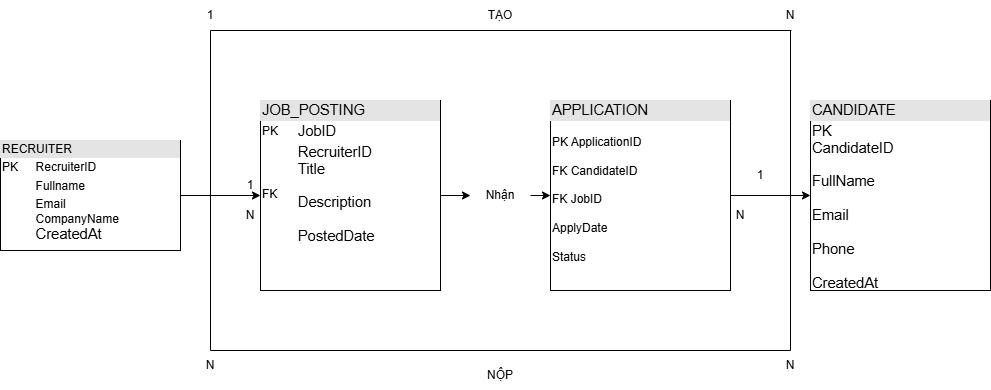 1 TẠO N
RECRUITER
PK RecruiterID
Fullname
Email
CompanyName
CreatedAt
1
N
JOB_POSTING
PK JobID
RecruiterID
Title
FK
Description
PostedDate
Nhận
APPLICATION
PK ApplicationID
FK CandidateID
FK JobID
ApplyDate
Status
1
N
CANDIDATE
PK
CandidateID
FullName
Email
Phone
CreatedAt
N NỘP N